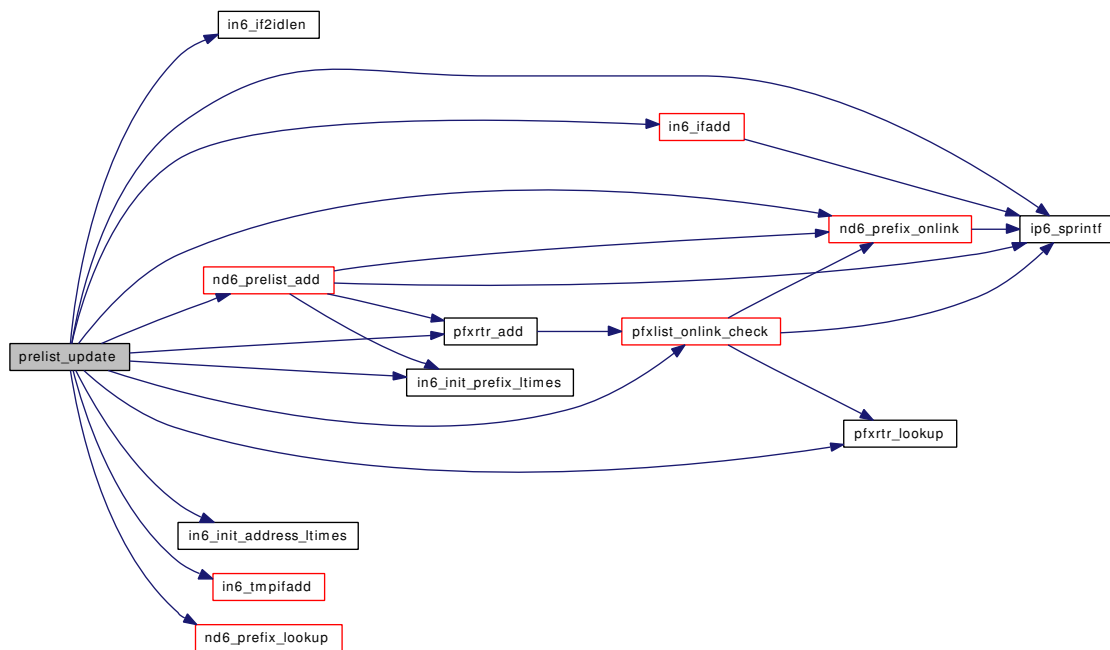 in6_if2idlen
in6_ifadd
nd6_prefix_onlink
ip6_sprintf
nd6_prelist_add
pfxrtr_add
pfxlist_onlink_check
prelist_update
in6_init_prefix_ltimes
pfxrtr_lookup
in6_init_address_ltimes
in6_tmpifadd
nd6_prefix_lookup